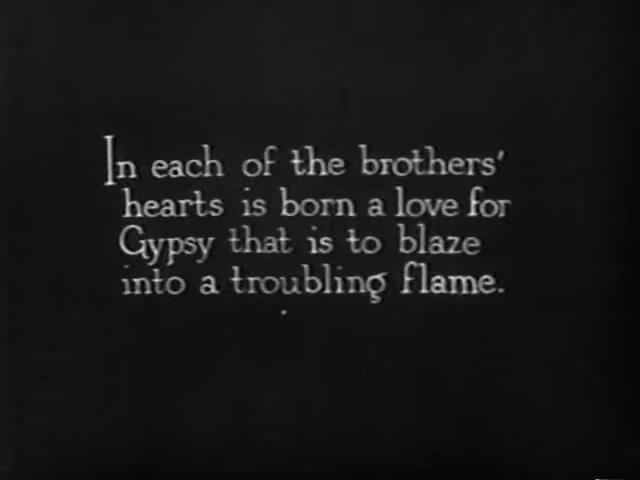 In each of the brothers'
hearts is born a love for
Gypsy that is to blaze
into a troubling flame.